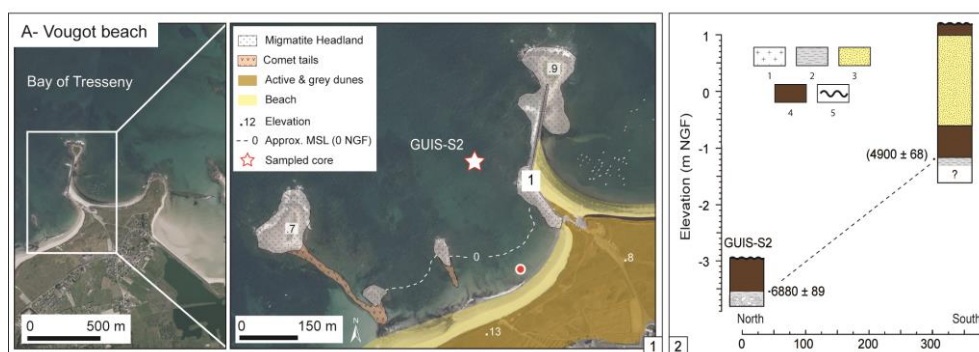 A- Vougot beach
Bay of Tresseny
0 500 m
Migmatite Headland
Comet tails
Active & grey dunes
Beach
.12 Elevation
0 Approx. MSL (0 NGF)
Sampled core
GUIS-S2
.9
1
.7
0
.8
.13
0 150 m
N
1
2
Elevation (m NGF)
1
0
-1
-2
-3
1 2 3
4 5
(4900 ± 68)
?
GUIS-S2
6880 ± 89
North South
0 100 200 300